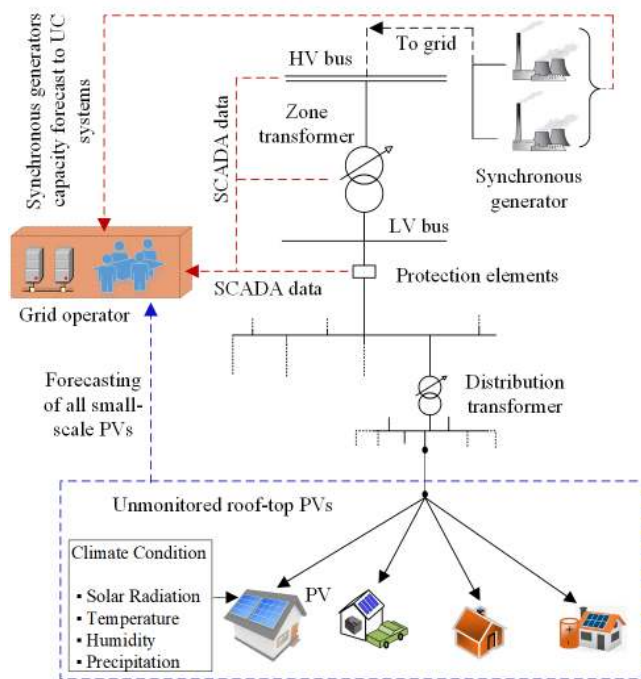 Synchronous generators
capacity forecast to UC
systems
To grid
HV bus
SCADA data
Zone
transformer
Synchronous
generator
LV bus
SCADA data
Protection elements
Grid operator
Forecasting
of all small-
scale PVs
Distribution
transformer
Unmonitored roof-top PVs
Climate Condition
▪ Solar Radiation
▪ Temperature
▪ Humidity
▪ Precipitation
PV